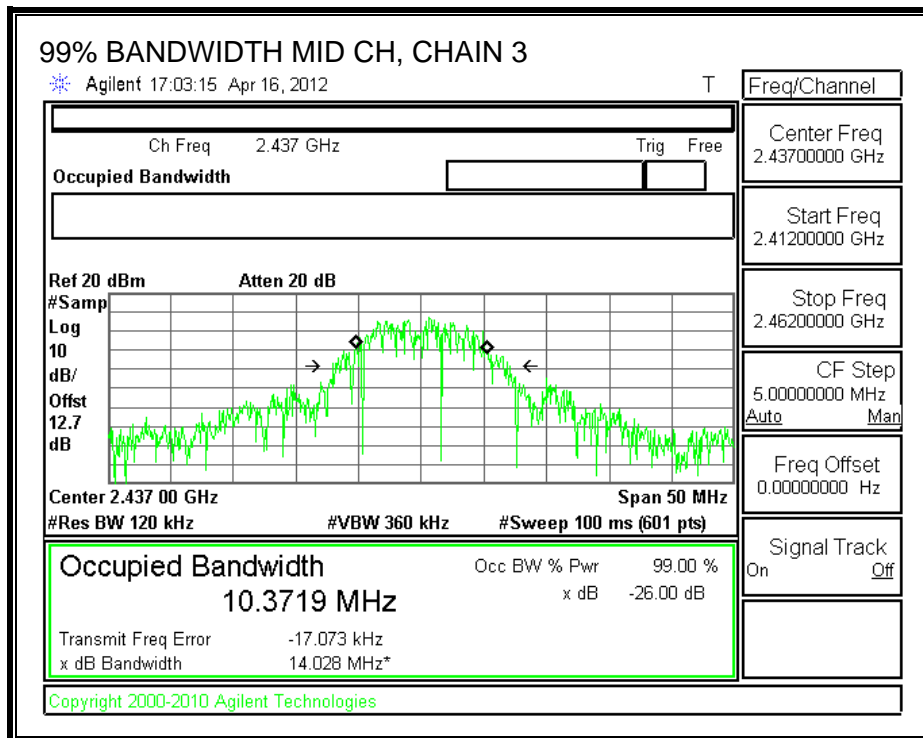 99% BANDWIDTH MID CH, CHAIN 3
Agilent 17:03:15 Apr 16, 2012 T
Freq/Channel
Ch Freq 2.437 GHz Trig Free
Occupied Bandwidth
Center Freq
2.43700000 GHz
Start Freq
2.41200000 GHz
Stop Freq
2.46200000 GHz
CF Step
5.00000000 MHz
Auto Man
Freq Offset
0.00000000 Hz
Signal Track
On Off
Ref 20 dBm Atten 20 dB
#Samp
Log
10
dB/
Offst
12.7
dB
Center 2.437 00 GHz Span 50 MHz
#Res BW 120 kHz #VBW 360 kHz #Sweep 100 ms (601 pts)
Occupied Bandwidth Occ BW % Pwr 99.00 %
10.3719 MHz x dB -26.00 dB
Transmit Freq Error -17.073 kHz
x dB Bandwidth 14.028 MHz*
Copyright 2000-2010 Agilent Technologies